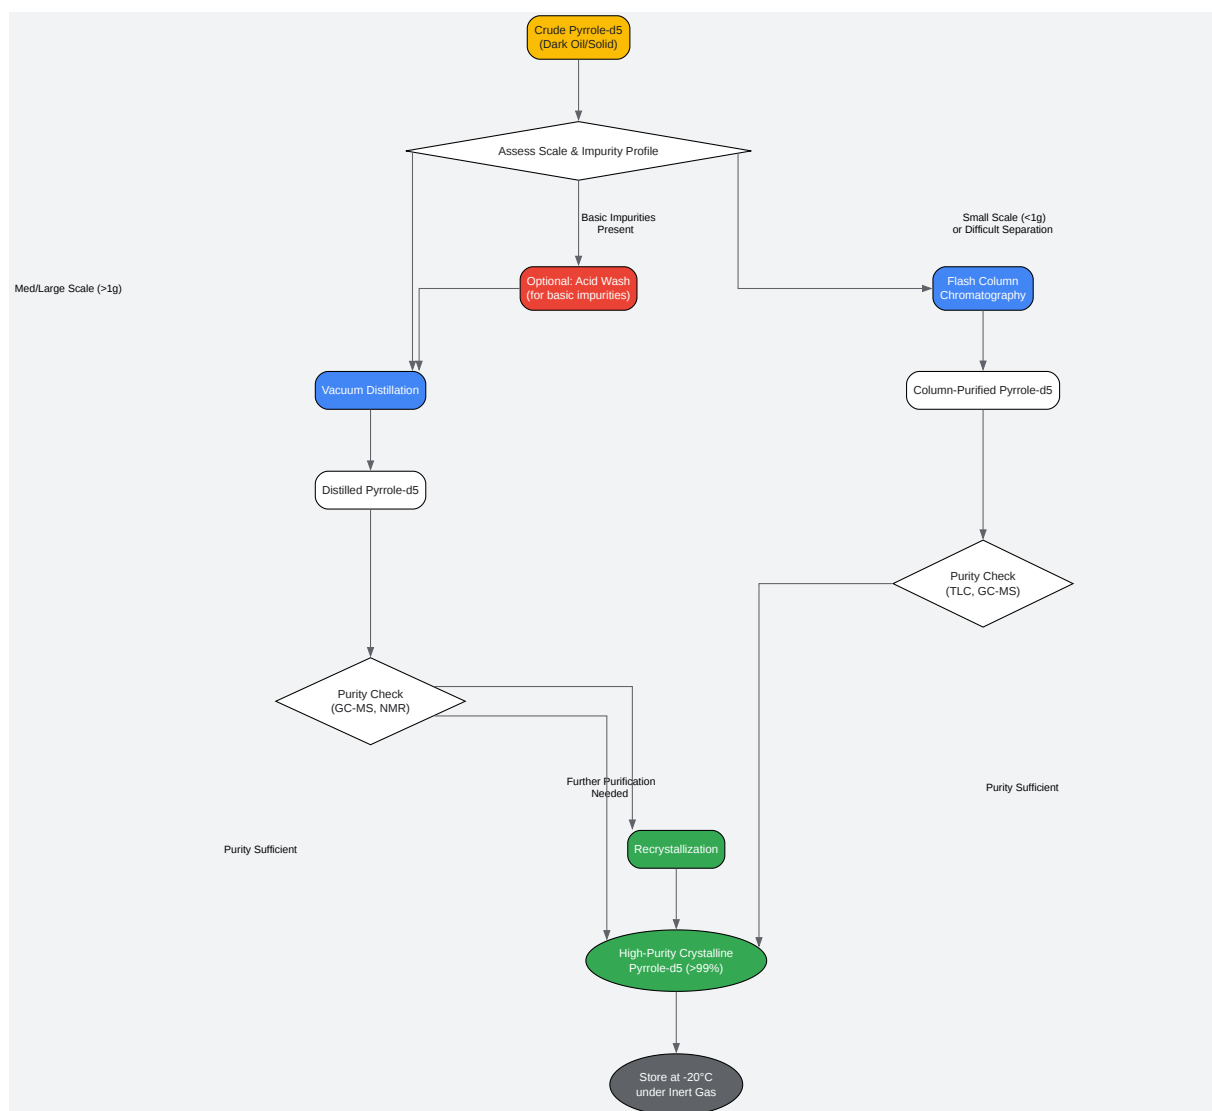 Crude Pyrrole-d5
(Dark Oil/Solid)
Assess Scale & Impurity Profile
Basic Impurities
Present
Small Scale (<1g)
or Difficult Separation
Med/Large Scale (>1g)
Optional: Acid Wash
(for basic impurities)
Flash Column
Chromatography
Vacuum Distillation
Column-Purified Pyrrole-d5
Distilled Pyrrole-d5
Purity Check
(TLC, GC-MS)
Purity Check
(GC-MS, NMR)
Further Purification
Needed
Purity Sufficient
Purity Sufficient
Recrystallization
High-Purity Crystalline
Pyrrole-d5 (>99%)
Store at -20°C
under Inert Gas